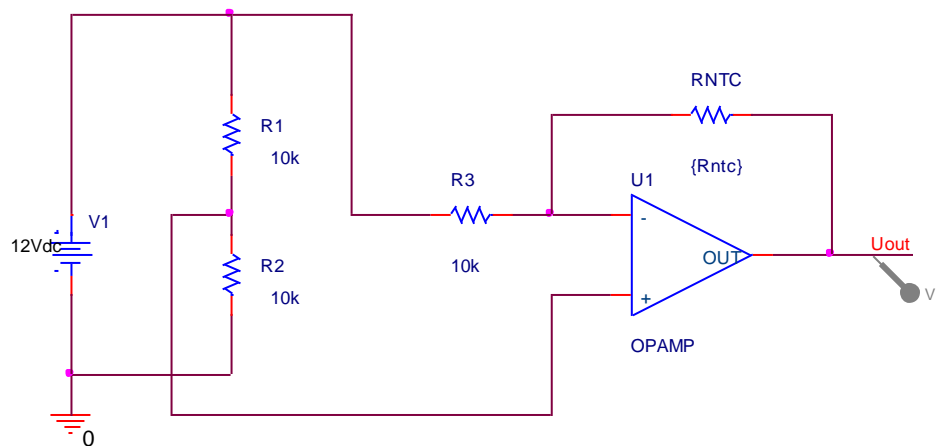 RNTC
R1
10k
{Rntc}
R3
U1
V1
-
12Vdc
Uout
OUT
R2
10k
10k
V
+
OPAMP
0